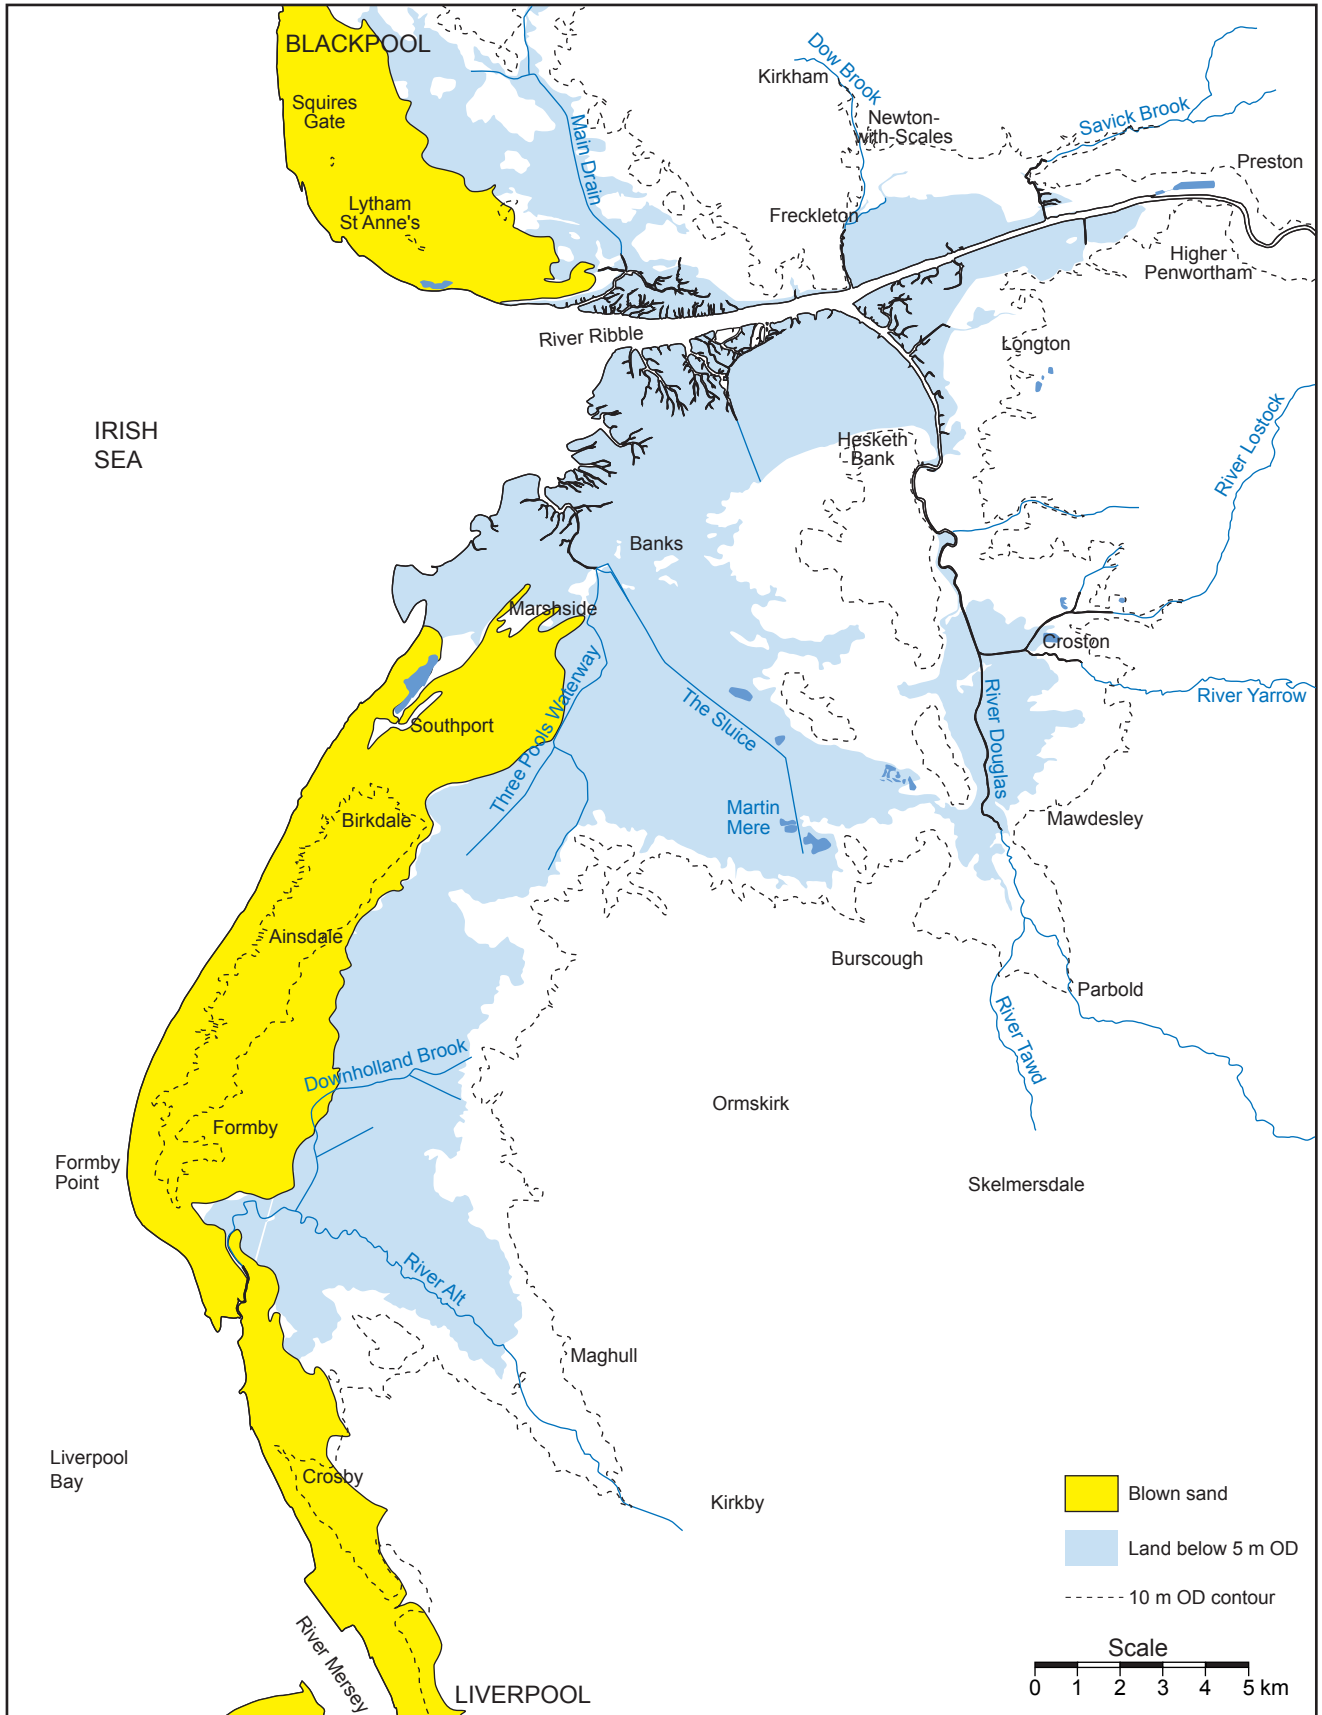 BLACKPOOL
Squires
Gate
Lytham
St Anne's
Main Drain
Kirkham
Dow Brook
Newton-
with-Scales
Savick Brook
Preston
Freckleton
Higher
Penwortham
River Ribble
Longton
IRISH
SEA
Hesketh
Bank
River Lostock
Banks
Marshside
Croston
River Yarrow
Southport
Three Pools Waterway
The Sluice
River Douglas
Martin
Mere
Birkdale
Mawdesley
Ainsdale
Burscough
Parbold
River Tawd
Downholland Brook
Ormskirk
Formby
Formby
Point
Skelmersdale
River Alt
Maghull
Liverpool
Bay
Crosby
Kirkby
River Mersey
LIVERPOOL
Blown sand
Land below 5 m OD
10 m OD contour
Scale
0 1 2 3 4 5 km